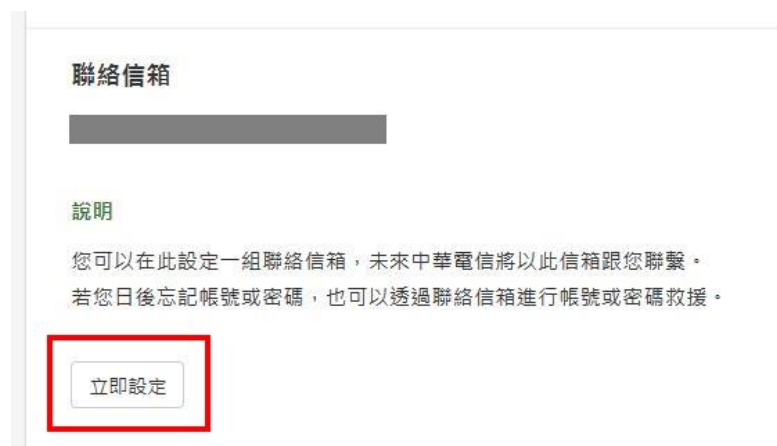 聯絡信箱
說明
您可以在此設定一組聯絡信箱，未來中華電信將以此信箱跟您聯繫。
若您日後忘記帳號或密碼，也可以透過聯絡信箱進行帳號或密碼救援。
立即設定